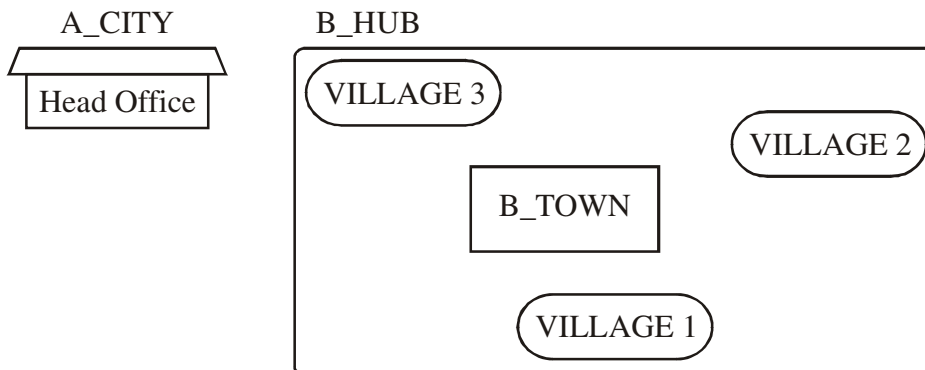 A_CITY
B_HUB
Head Office
VILLAGE 3
VILLAGE 2
B_TOWN
VILLAGE 1